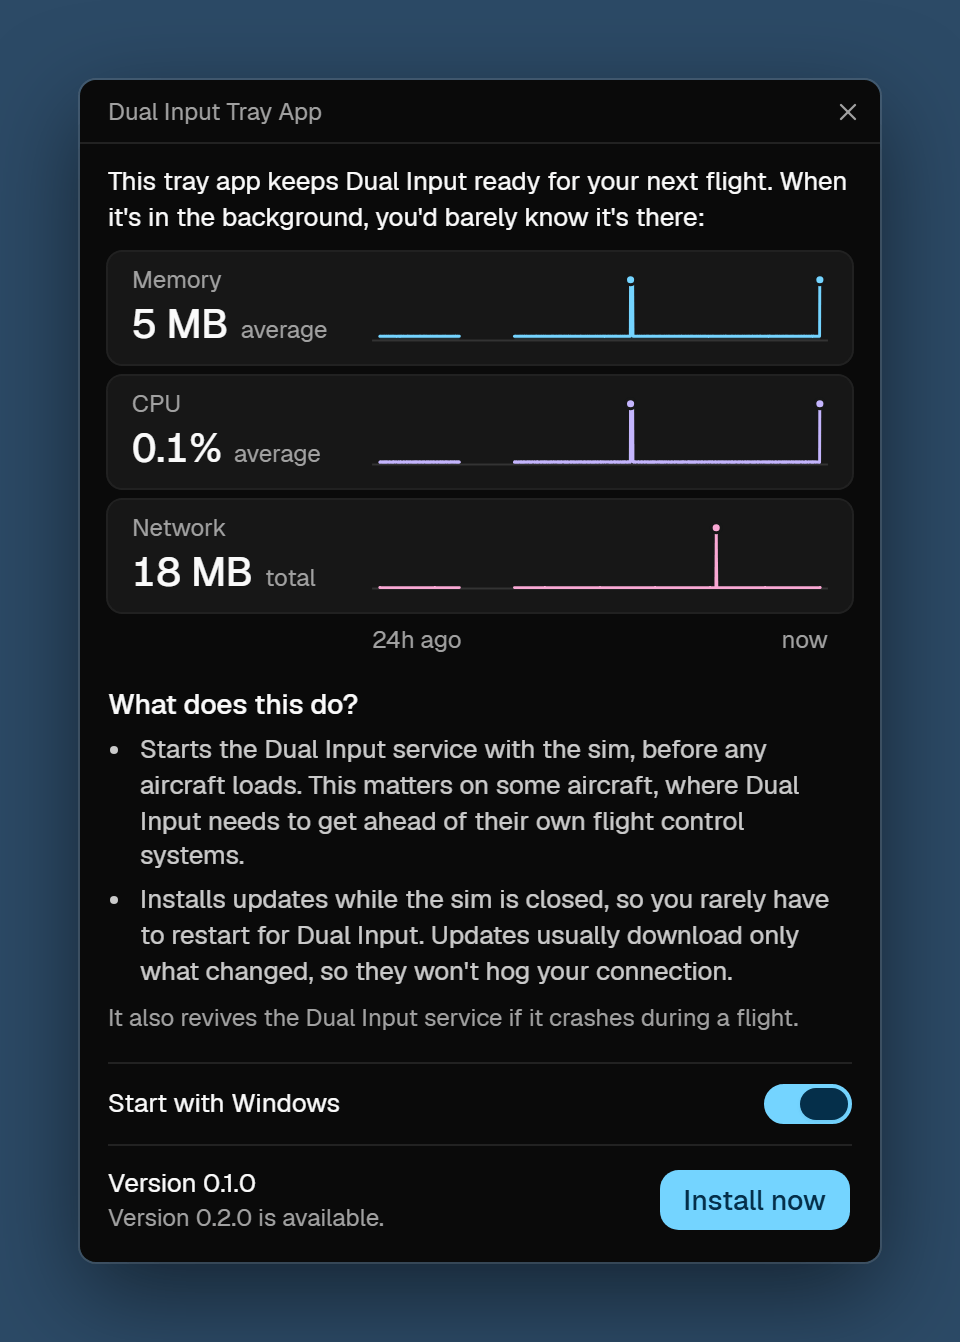 Dual Input Tray App
This tray app keeps Dual Input ready for your next flight. When
it's in the background, you'd barely know it's there:
Memory
5 MB average
CPU
0.1% average
Network
18 MB total
24h ago now
What does this do?
• Starts the Dual Input service with the sim, before any
aircraft loads. This matters on some aircraft, where Dual
Input needs to get ahead of their own flight control
systems.
• Installs updates while the sim is closed, so you rarely have
to restart for Dual Input. Updates usually download only
what changed, so they won't hog your connection.
It also revives the Dual Input service if it crashes during a flight.
Start with Windows
Version 0.1.0
Version 0.2.0 is available.
Install now